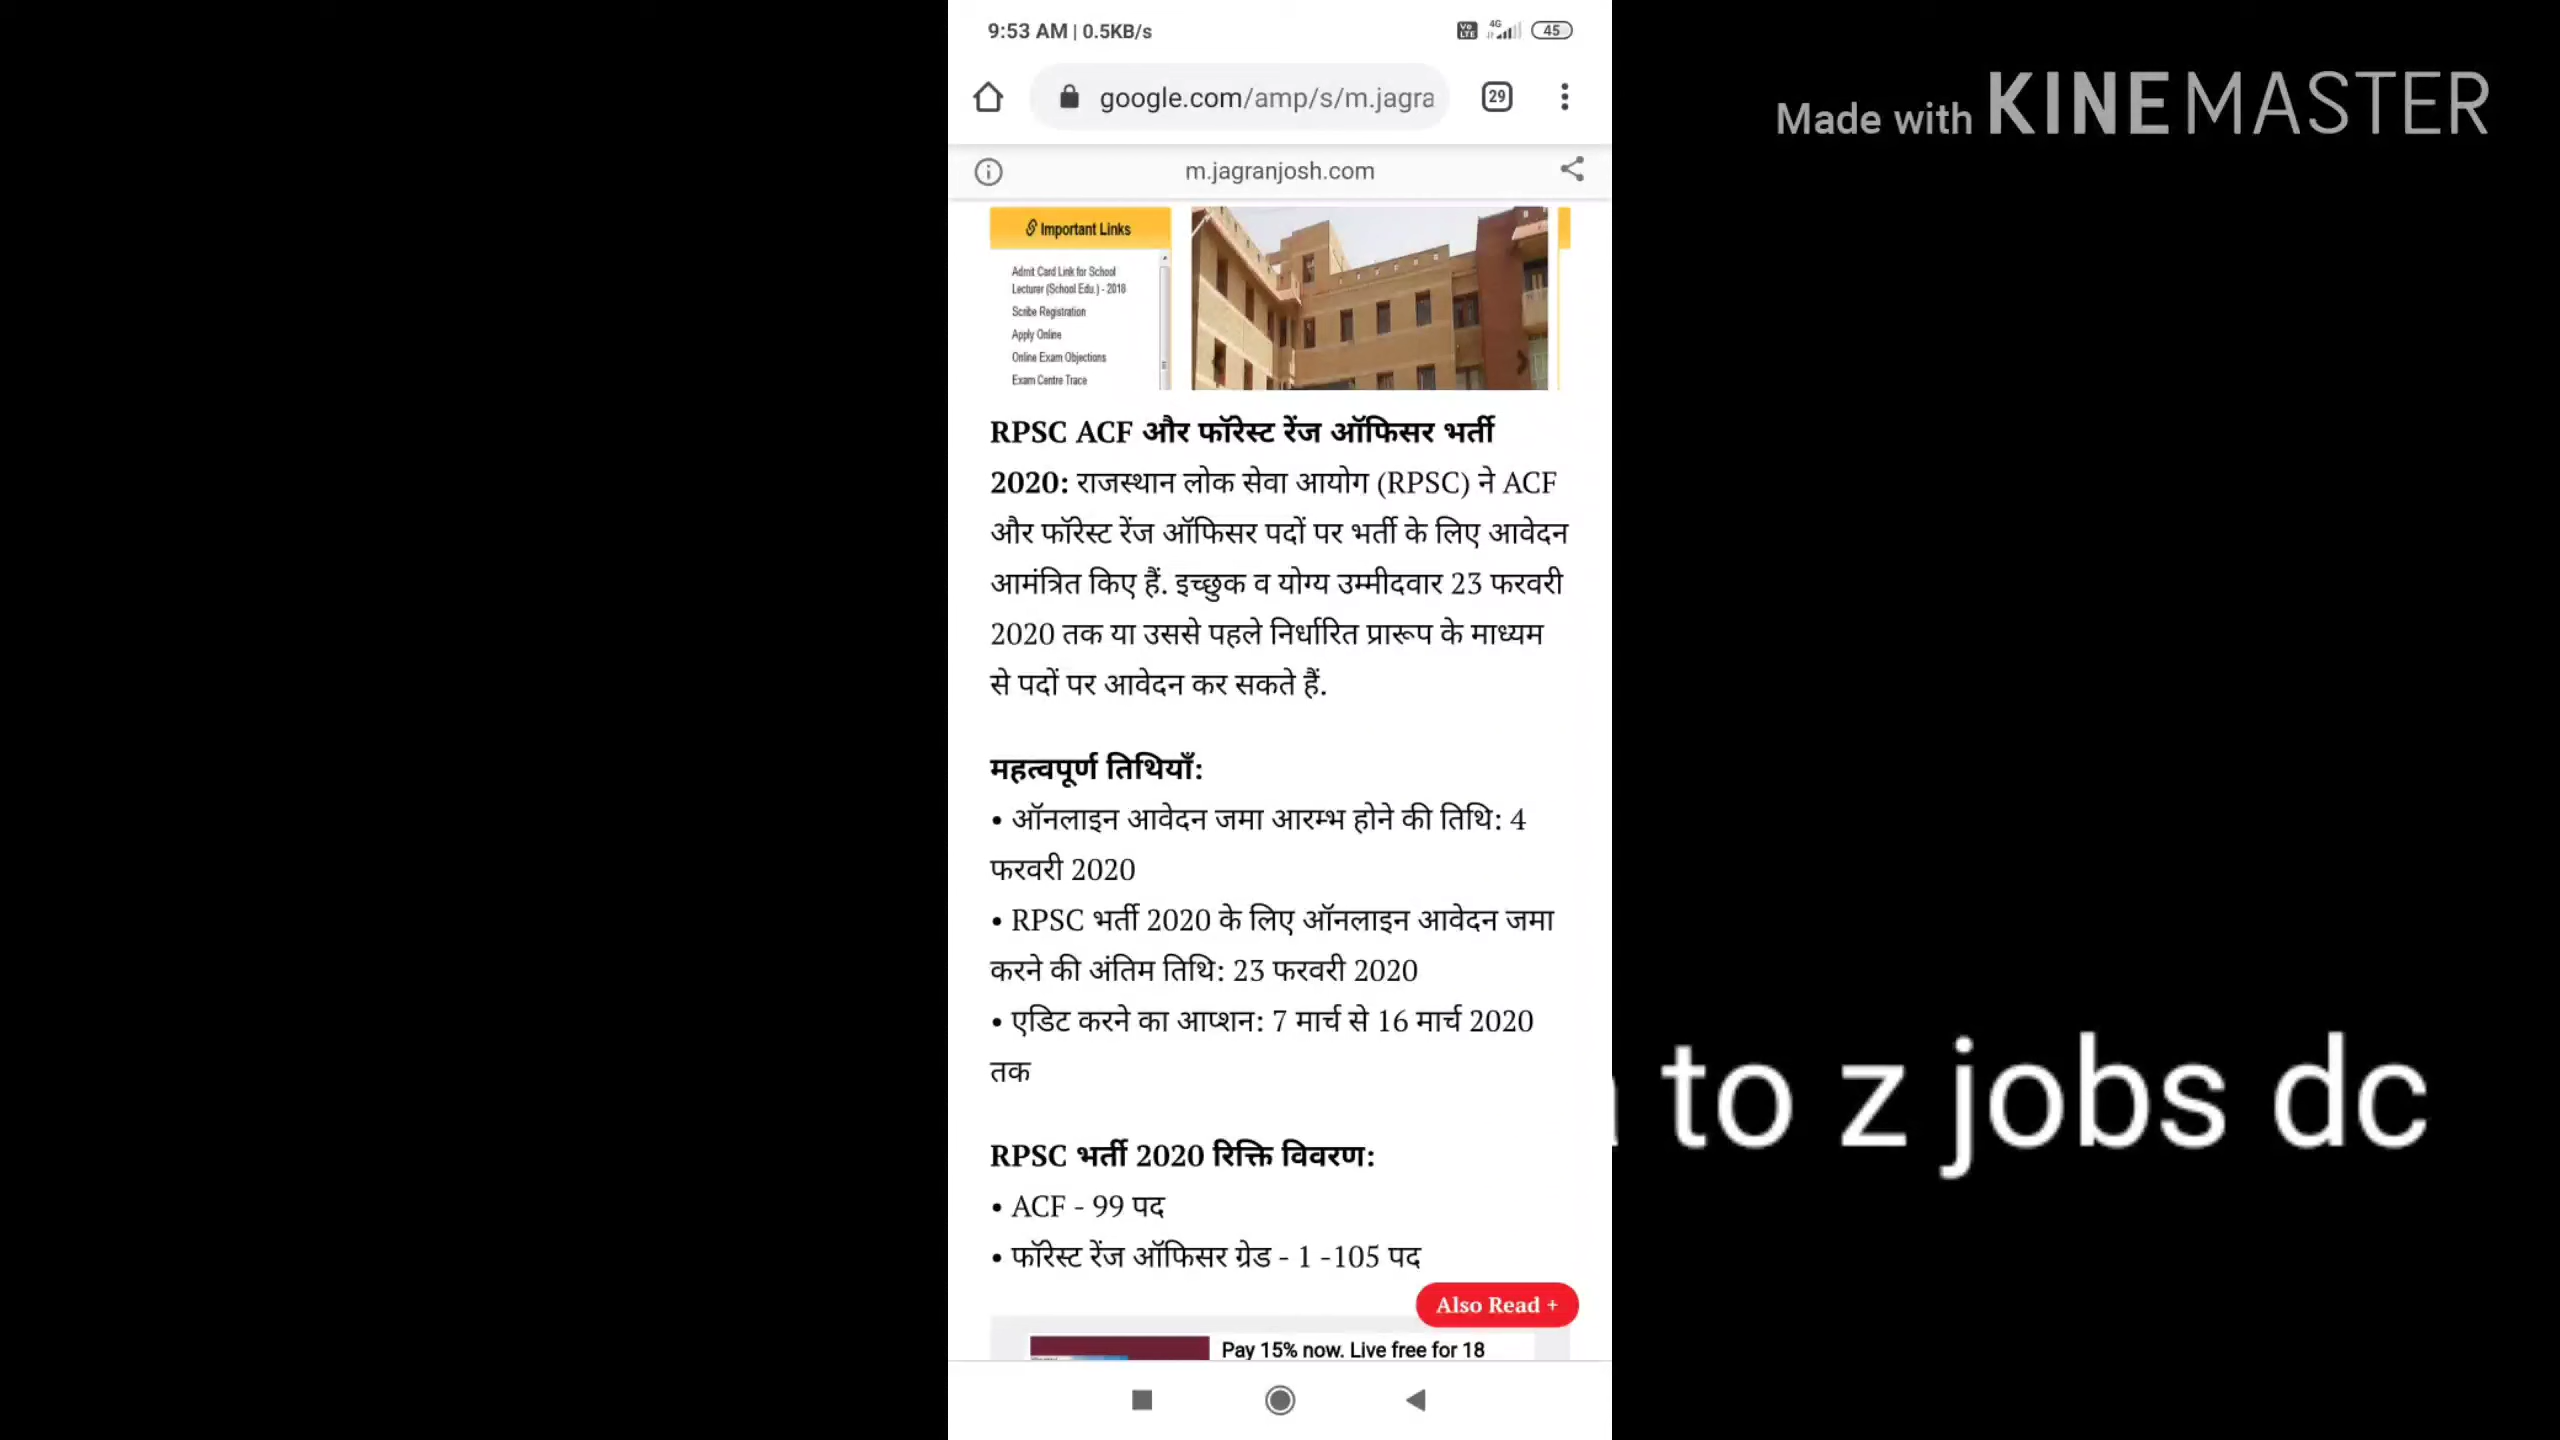 9:53 AM | 0.5KB/s
Vo LTE
4G
45
google.com/amp/s/m.jagra
29
Made with KINEMASTER
m.jagranjosh.com
Important Links
Admit Card Link for School
Lecturer (School Edu.) - 2018
Scribe Registration
Apply Online
Online Exam Objections
Exam Centre Trace
RPSC ACF और फॉरेस्ट रेंज ऑफिसर भर्ती
2020: राजस्थान लोक सेवा आयोग (RPSC) ने ACF
और फॉरेस्ट रेंज ऑफिसर पदों पर भर्ती के लिए आवेदन
आमंत्रित किए हैं. इच्छुक व योग्य उम्मीदवार 23 फरवरी
2020 तक या उससे पहले निर्धारित प्रारूप के माध्यम
से पदों पर आवेदन कर सकते हैं.
महत्वपूर्ण तिथियाँ:
• ऑनलाइन आवेदन जमा आरम्भ होने की तिथि: 4
फरवरी 2020
• RPSC भर्ती 2020 के लिए ऑनलाइन आवेदन जमा
करने की अंतिम तिथि: 23 फरवरी 2020
• एडिट करने का आप्शन: 7 मार्च से 16 मार्च 2020
तक
to z jobs dc
RPSC भर्ती 2020 रिक्ति विवरण:
• ACF - 99 पद
• फॉरेस्ट रेंज ऑफिसर ग्रेड - 1 -105 पद
Also Read +
Pay 15% now. Live free for 18